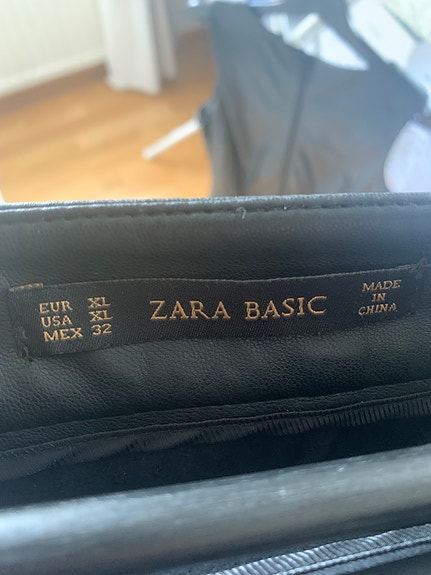 EUR XL
USA XL
MEX 32
ZARA BASIC
MADE
IN
CHINA